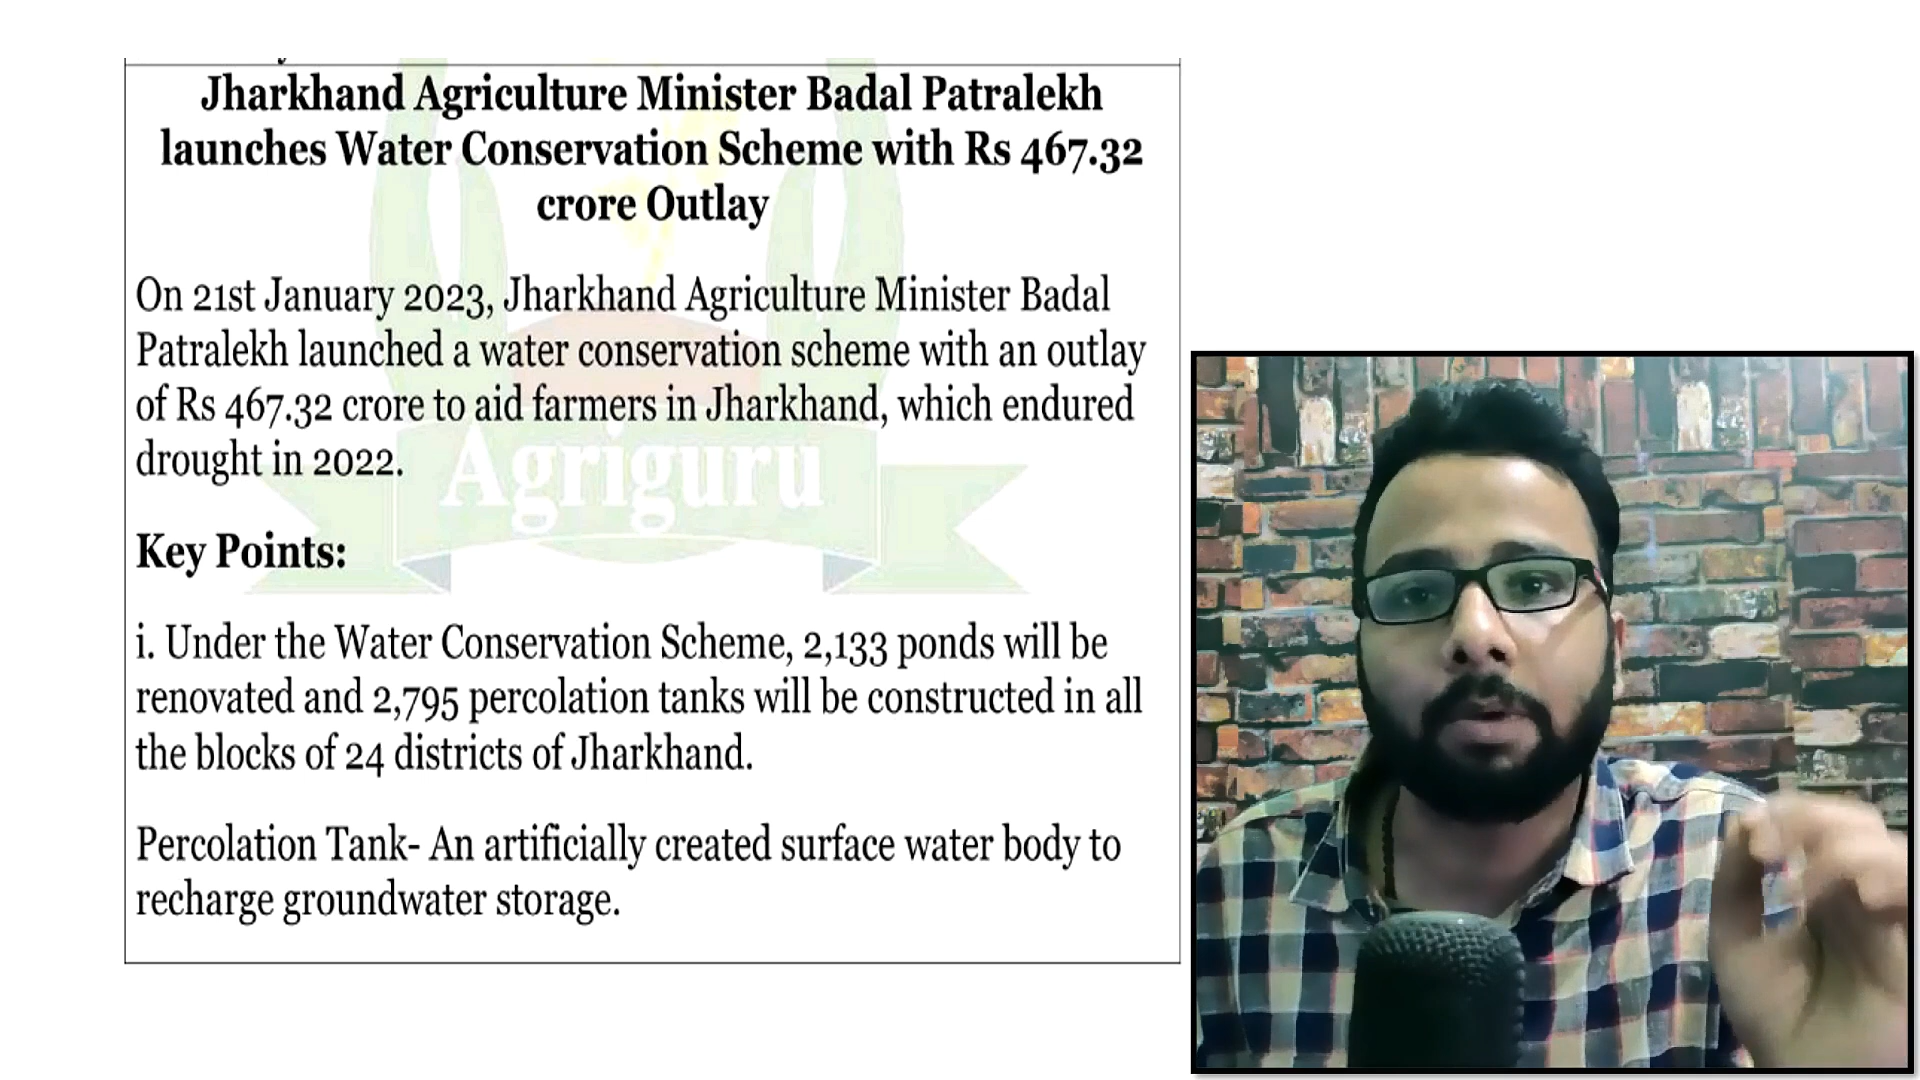 Jharkhand Agriculture Minister Badal Patralekh
launches Water Conservation Scheme with Rs 467.32
crore Outlay
On 21st January 2023, Jharkhand Agriculture Minister Badal
Patralekh launched a water conservation scheme with an outlay
of Rs 467.32 crore to aid farmers in Jharkhand, which endured
drought in 2022.
Agriguru
Key Points:
i. Under the Water Conservation Scheme, 2,133 ponds will be
renovated and 2,795 percolation tanks will be constructed in all
the blocks of 24 districts of Jharkhand.
Percolation Tank- An artificially created surface water body to
recharge groundwater storage.